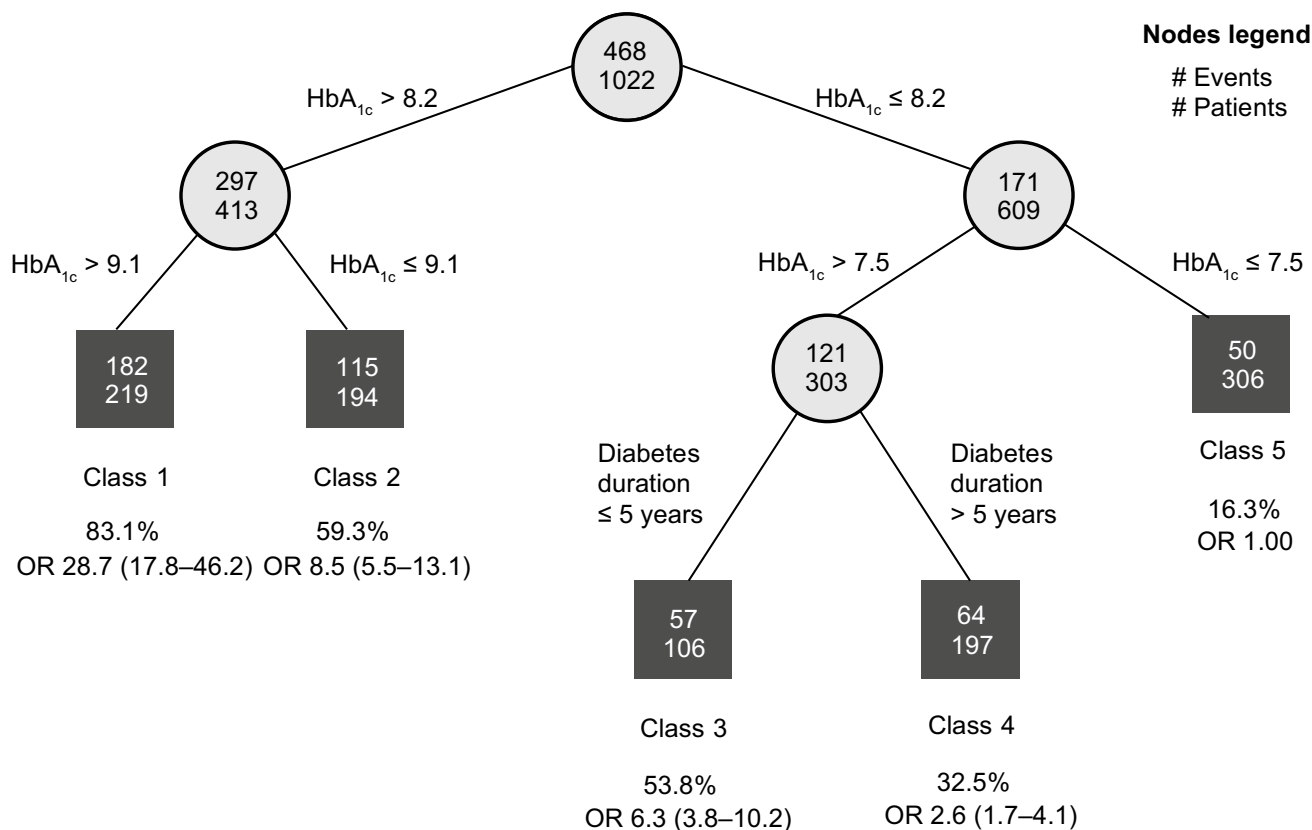 Nodes legend
# Events
# Patients
468
1022
HbA1c > 8.2
HbA1c ≤ 8.2
297
413
171
609
HbA1c > 9.1
HbA1c ≤ 9.1
HbA1c > 7.5
HbA1c ≤ 7.5
182
219
115
194
121
303
50
306
Class 1
83.1%
OR 28.7 (17.8–46.2)
Class 2
59.3%
OR 8.5 (5.5–13.1)
Diabetes
duration
≤ 5 years
Diabetes
duration
> 5 years
Class 5
16.3%
OR 1.00
57
106
64
197
Class 3
53.8%
OR 6.3 (3.8–10.2)
Class 4
32.5%
OR 2.6 (1.7–4.1)